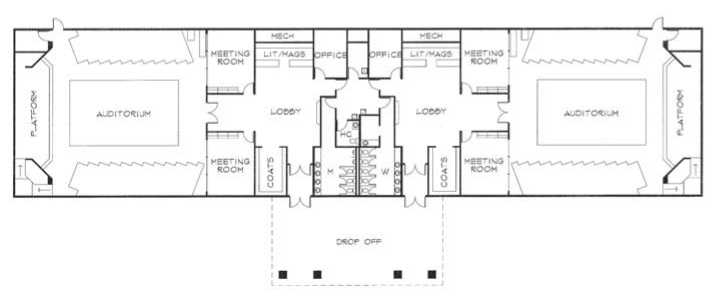 MECH
MECH
MEETING
ROOM
LIT/MAGS
OFFICE
OFFICE
LIT/MAGS
MEETING
ROOM
PLATFORM
AUDITORIUM
LOBBY
LOBBY
AUDITORIUM
PLATFORM
HC
MEETING
ROOM
COATS
M
W
COATS
MEETING
ROOM
DROP OFF